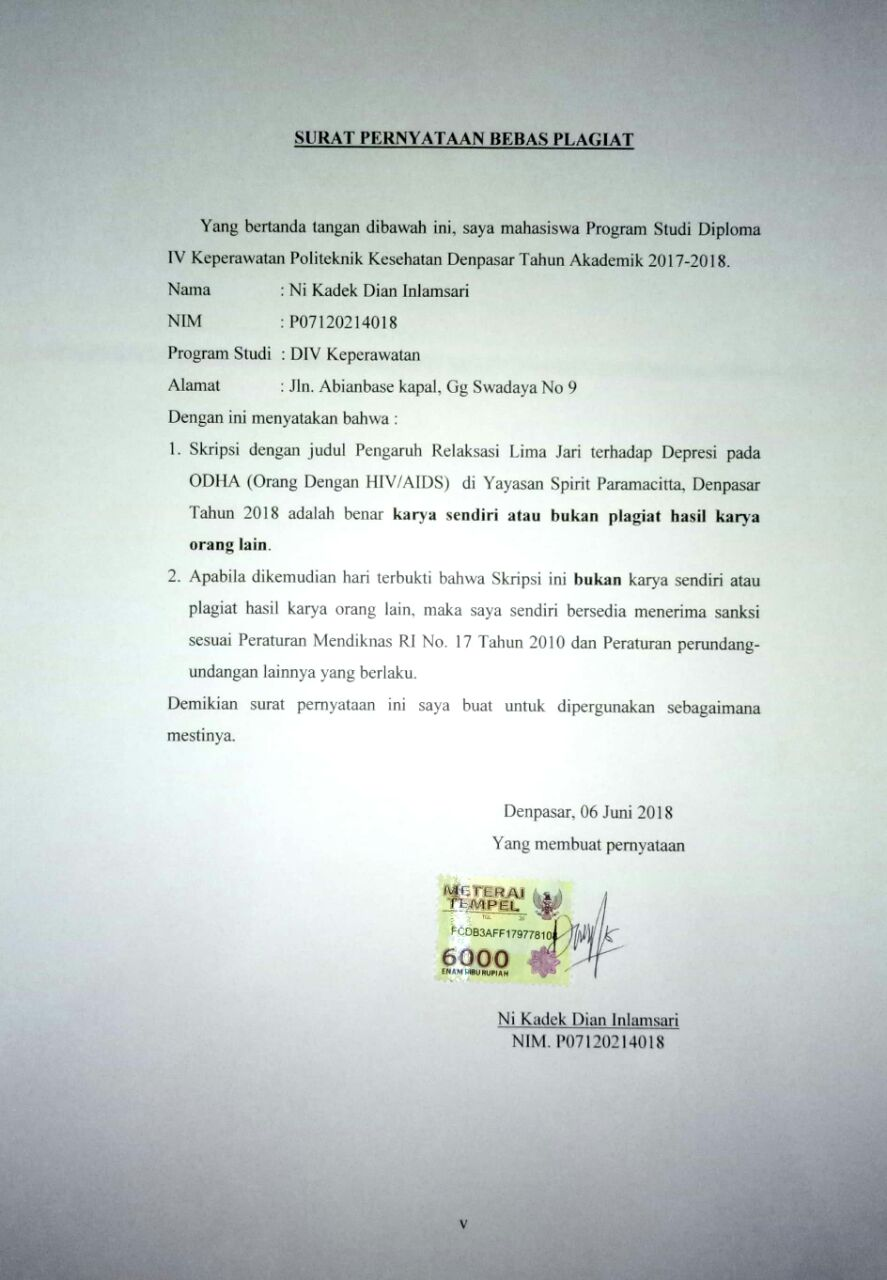 SURAT PERNYATAAN BEBAS PLAGIAT
Yang bertanda tangan dibawah ini, saya mahasiswa Program Studi Diploma
IV Keperawatan Politeknik Kesehatan Denpasar Tahun Akademik 2017-2018.
Nama : Ni Kadek Dian Inlamsari
NIM : P07120214018
Program Studi : DIV Keperawatan
Alamat : Jln. Abianbase kapal, Gg Swadaya No 9
Dengan ini menyatakan bahwa :
1. Skripsi dengan judul Pengaruh Relaksasi Lima Jari terhadap Depresi pada
ODHA (Orang Dengan HIV/AIDS) di Yayasan Spirit Paramacitta, Denpasar
Tahun 2018 adalah benar karya sendiri atau bukan plagiat hasil karya
orang lain.
2. Apabila dikemudian hari terbukti bahwa Skripsi ini bukan karya sendiri atau
plagiat hasil karya orang lain, maka saya sendiri bersedia menerima sanksi
sesuai Peraturan Mendiknas RI No. 17 Tahun 2010 dan Peraturan perundang-
undangan lainnya yang berlaku.
Demikian surat pernyataan ini saya buat untuk dipergunakan sebagaimana
mestinya.
Denpasar, 06 Juni 2018
Yang membuat pernyataan
METERAI
TEMPEL
TGL. 20
6000
ENAM RIBU RUPIAH
Ni Kadek Dian Inlamsari
NIM. P07120214018
v